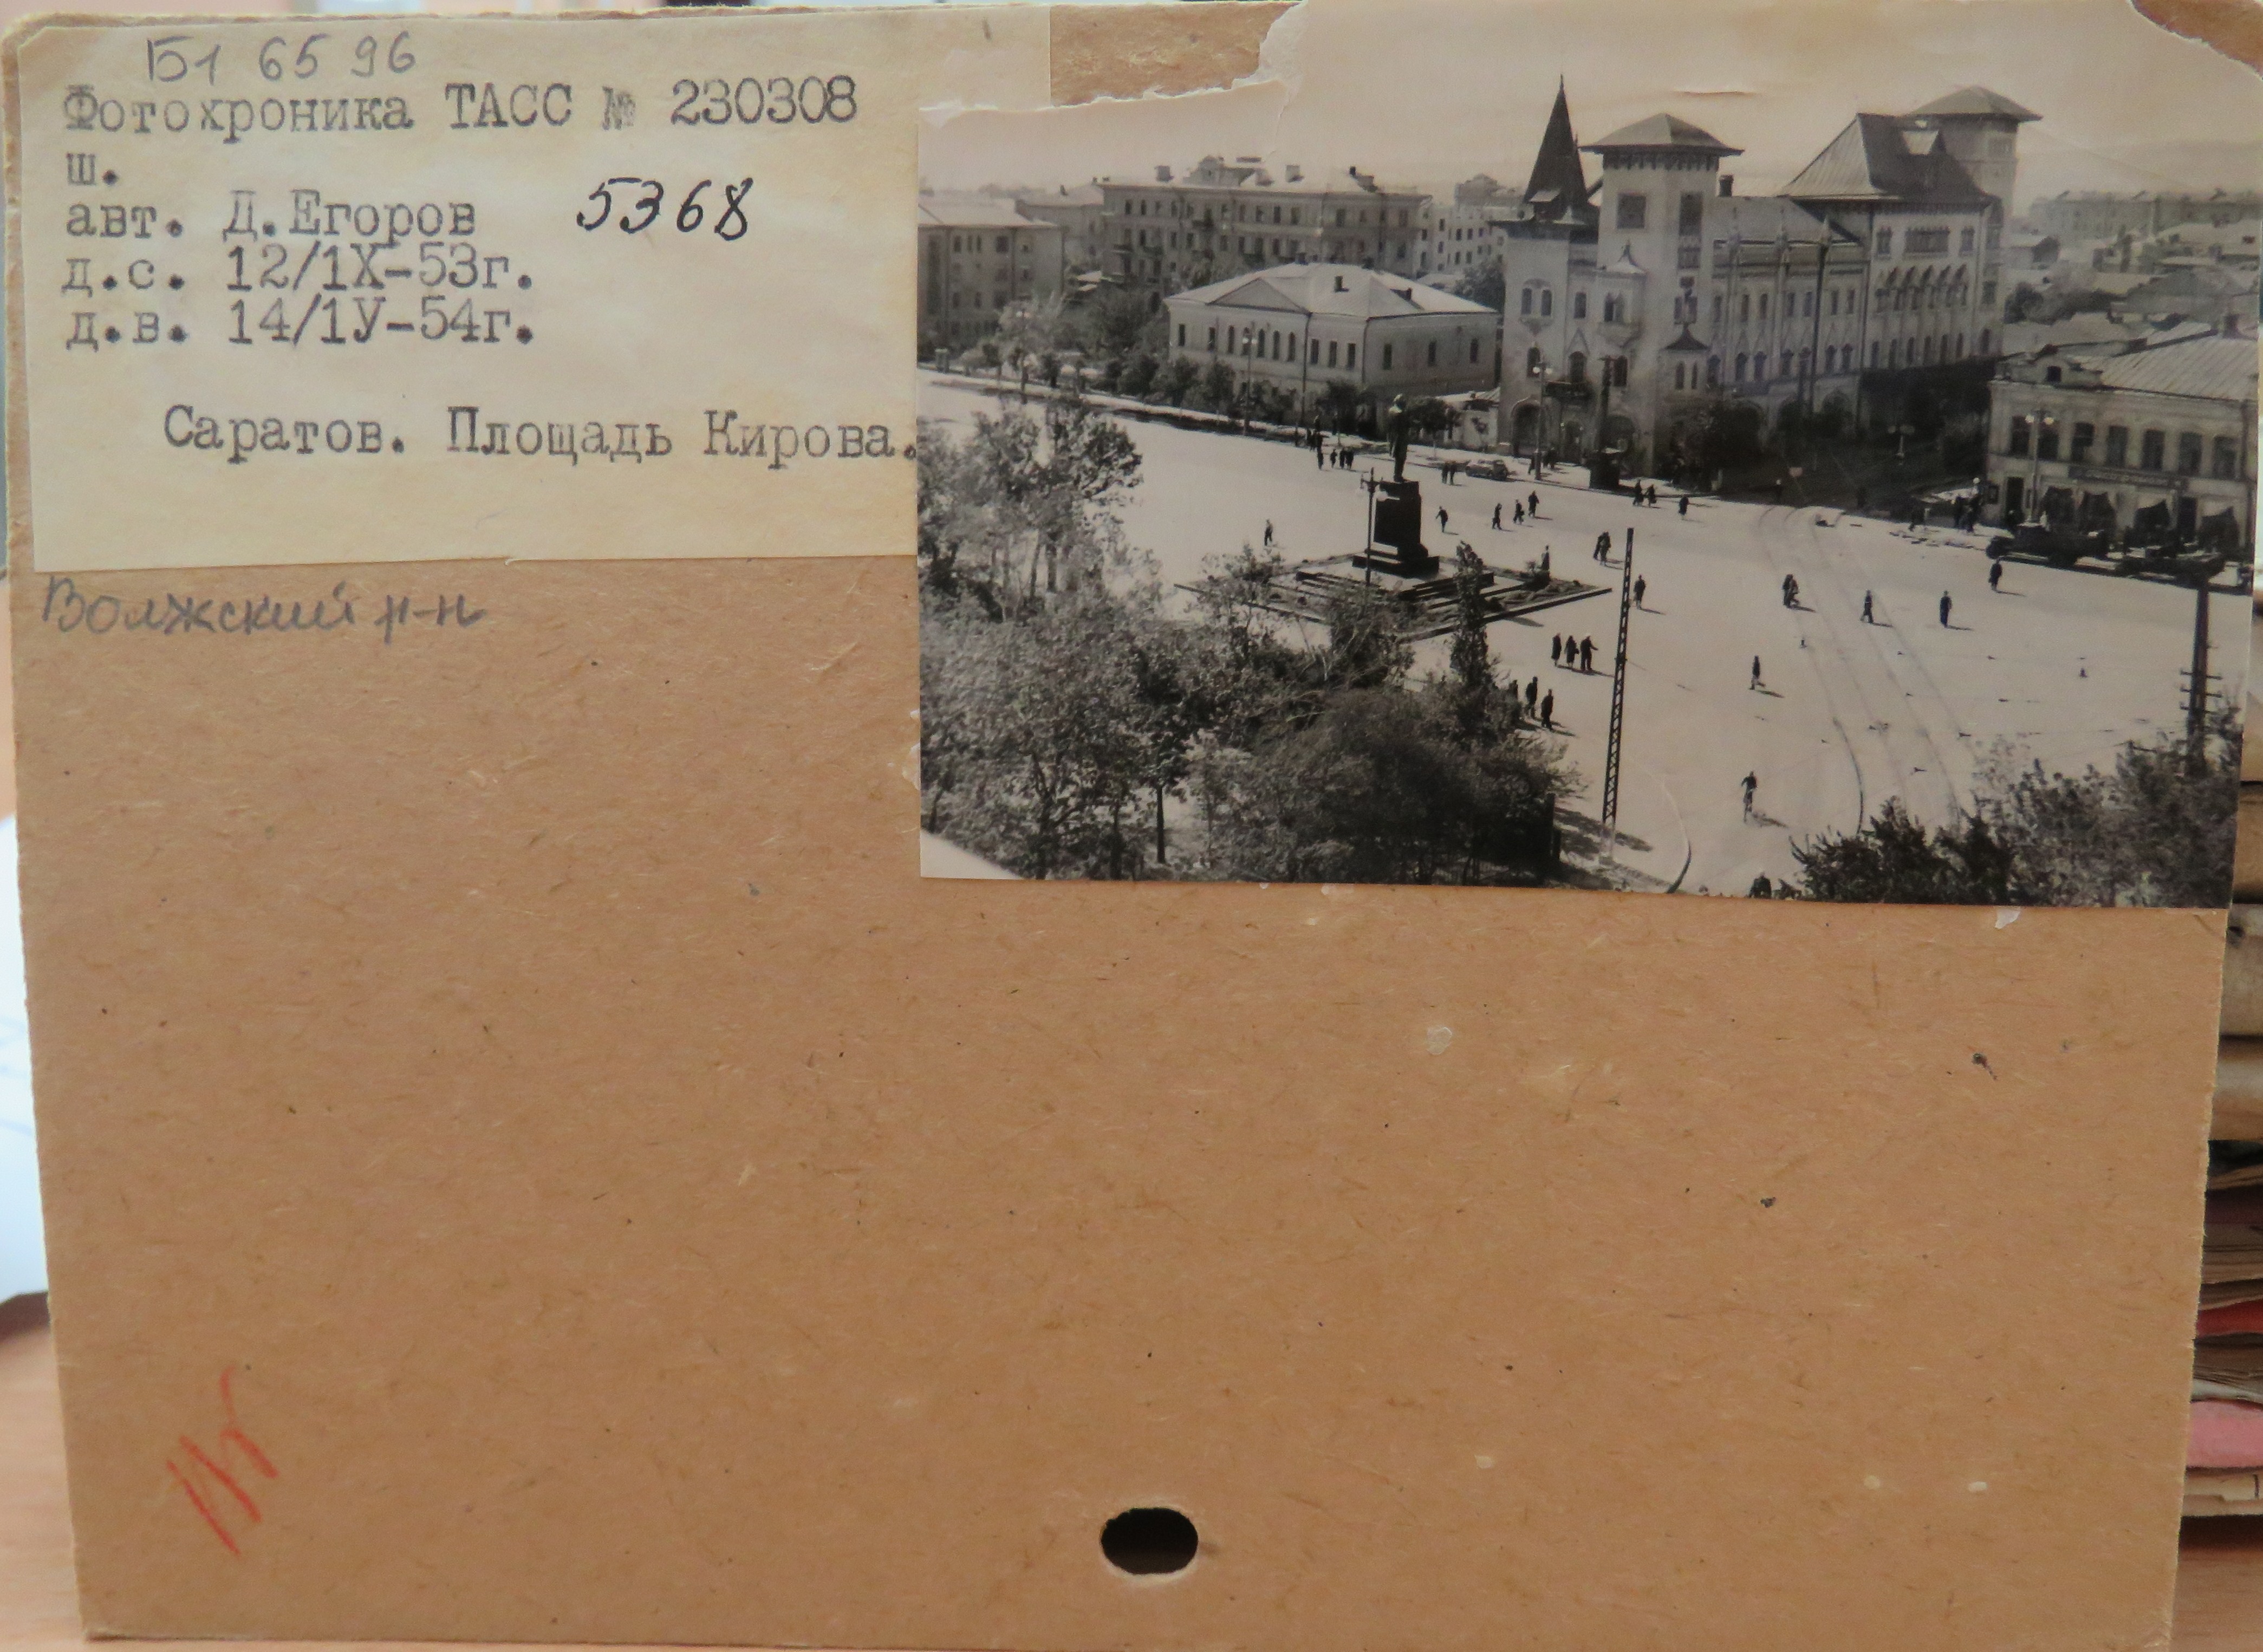 Б1 65 96
Фотохроника ТАСС № 230308
ш.
авт. Д.Егоров 5368
д.с. 12/1Х-53г.
д.в. 14/1У-54г.
Саратов. Площадь Кирова.
Волжский р-н